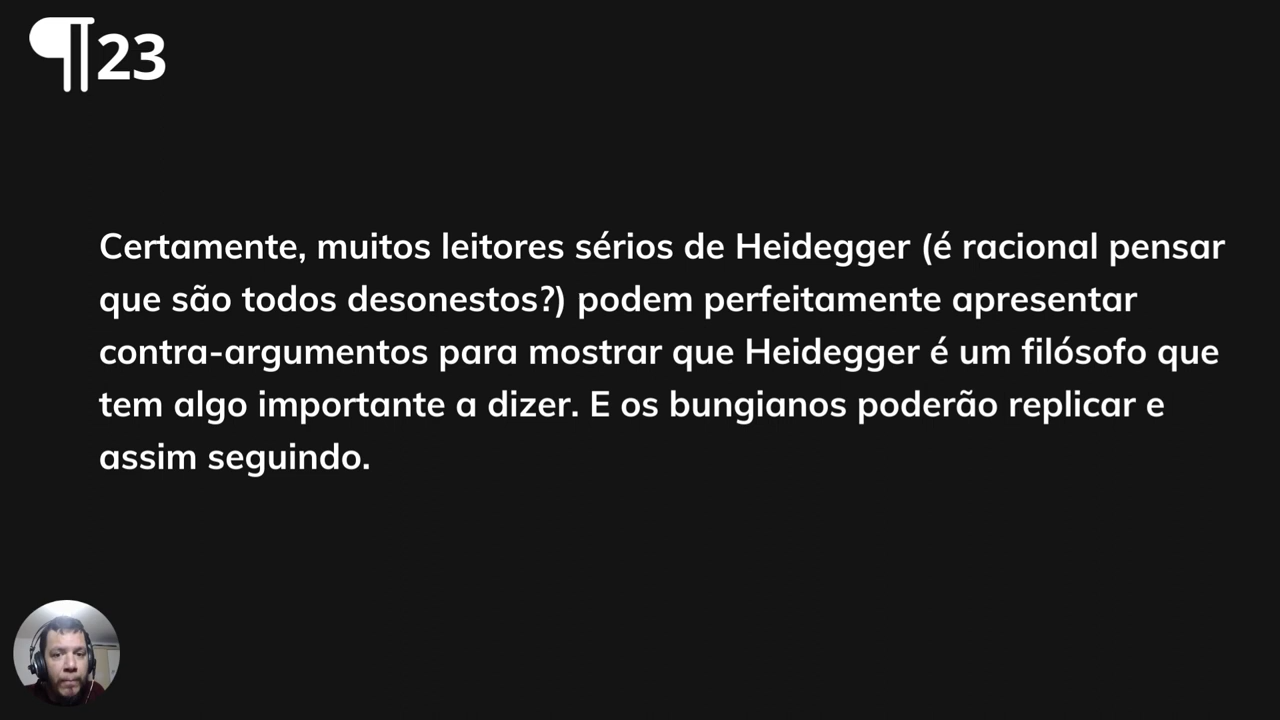 ¶23
Certamente, muitos leitores sérios de Heidegger (é racional pensar
que são todos desonestos?) podem perfeitamente apresentar
contra-argumentos para mostrar que Heidegger é um filósofo que
tem algo importante a dizer. E os bungianos poderão replicar e
assim seguindo.